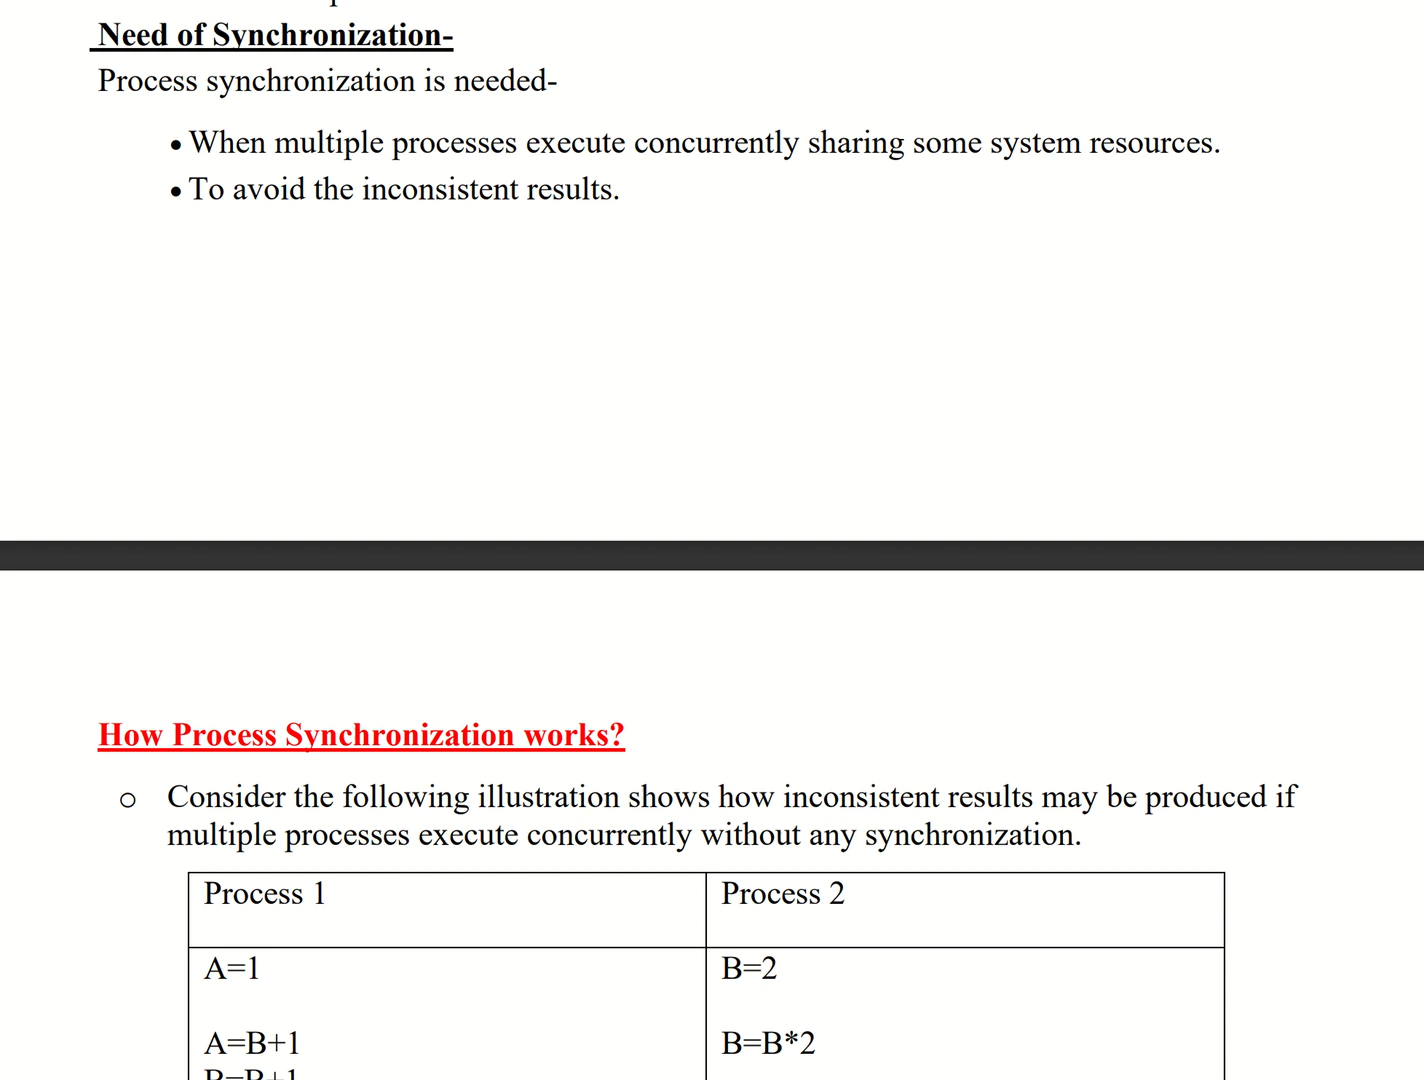 Need of Synchronization-
Process synchronization is needed-
• When multiple processes execute concurrently sharing some system resources.
• To avoid the inconsistent results.
How Process Synchronization works?
o Consider the following illustration shows how inconsistent results may be produced if
multiple processes execute concurrently without any synchronization.
Process 1 Process 2
A=1 B=2
A=B+1 B=B*2
B=B+1